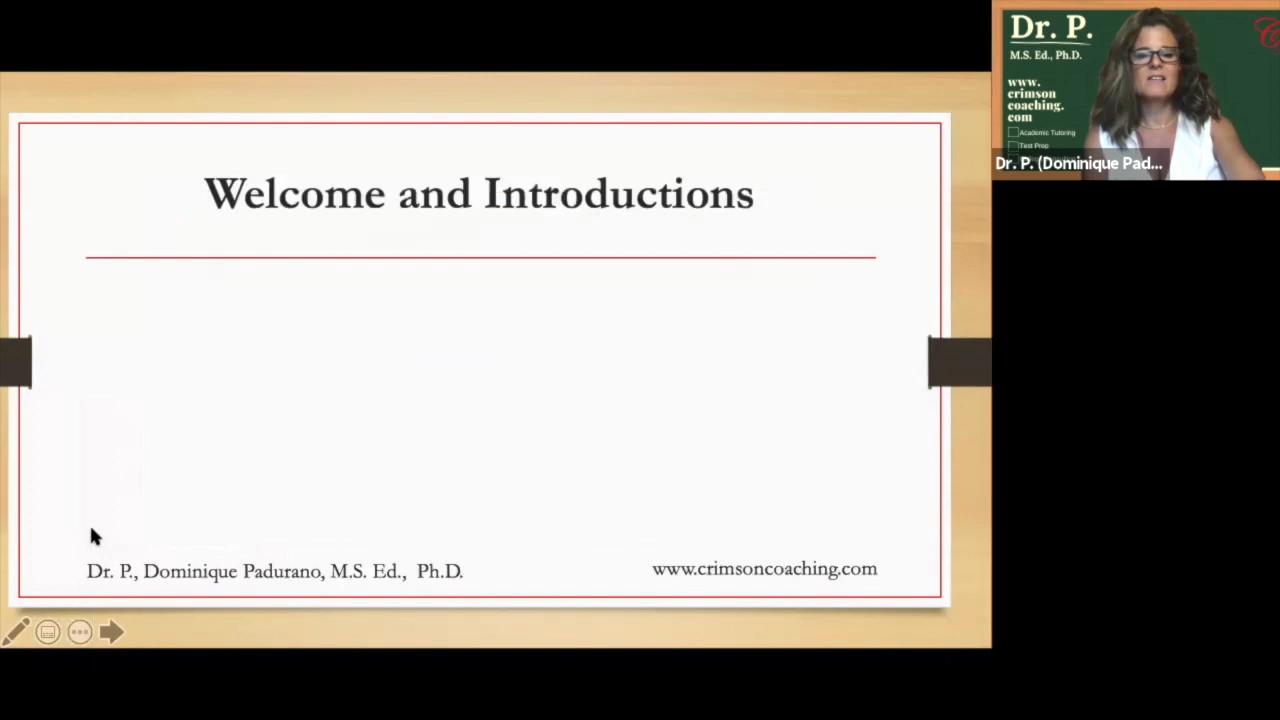 Welcome and Introductions
Dr. P., Dominique Padurano, M.S. Ed., Ph.D.
www.crimsoncoaching.com
Dr. P.
M.S. Ed., Ph.D.
www.
crimson
coaching.
com
Academic Tutoring
Test Prep
Dr. P. (Dominique Pad...